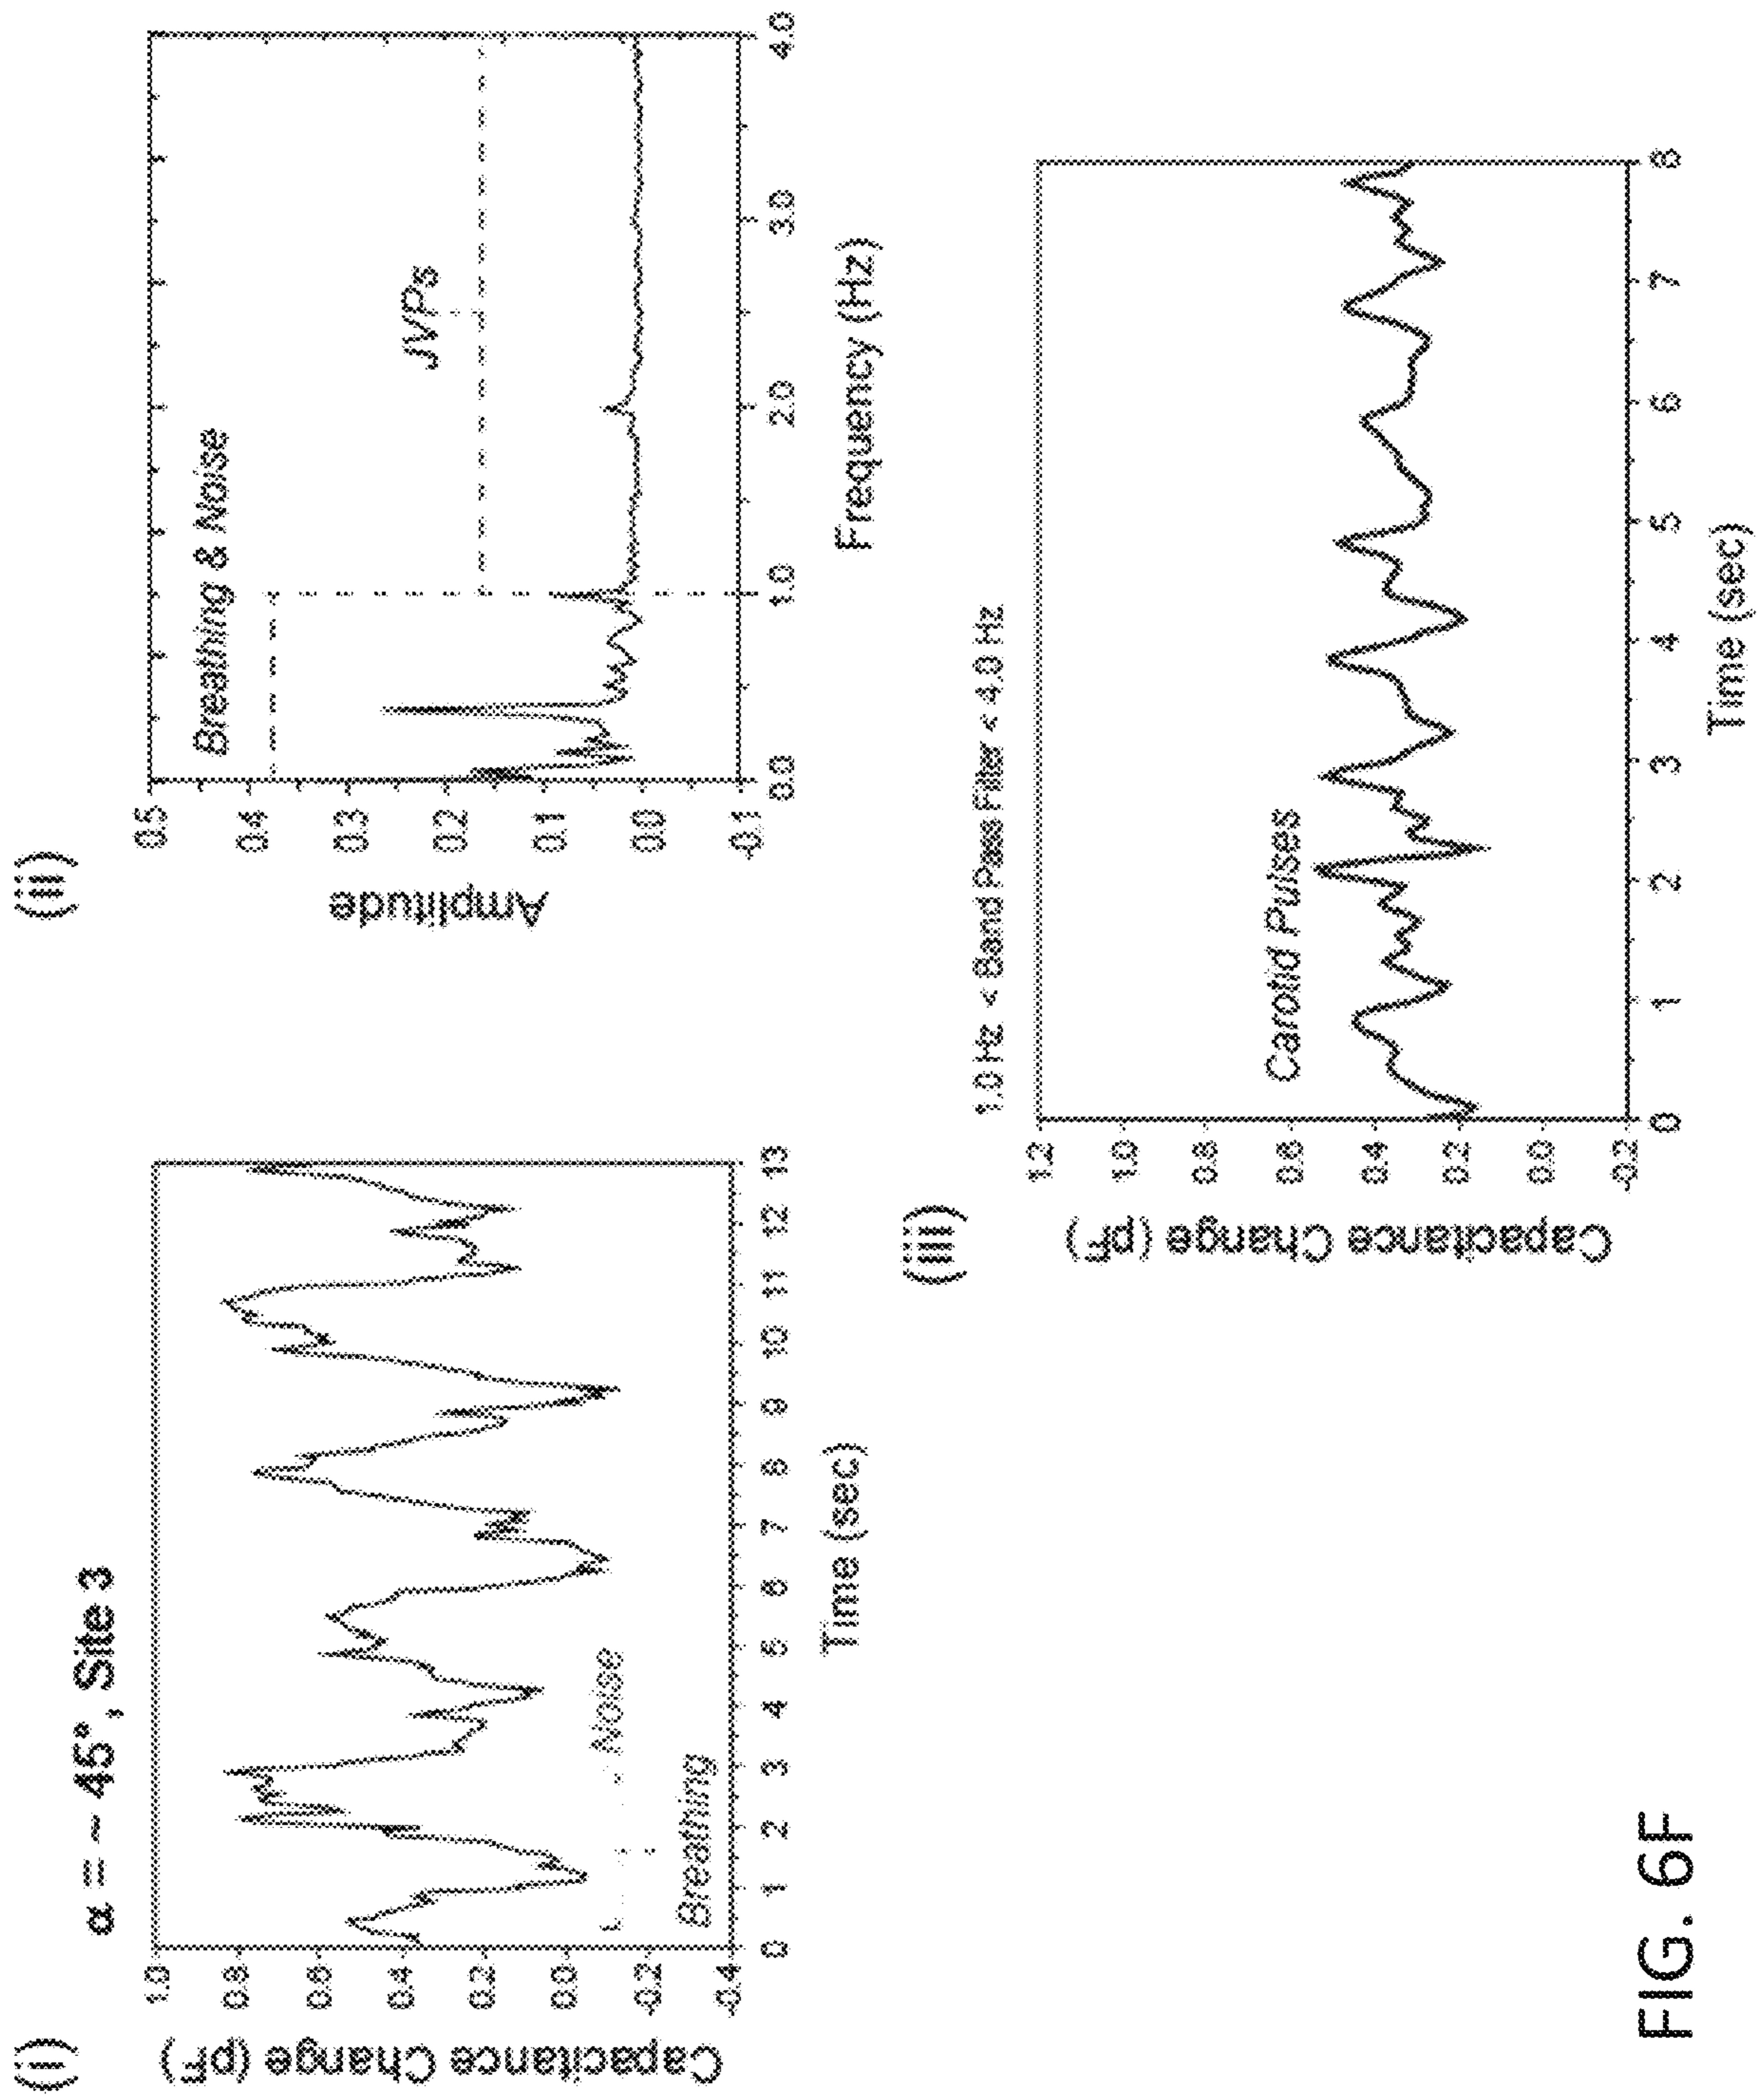 (i)
α = ~ 45°, Site 3
Capacitance Change (pF)
1.0
0.8
0.6
0.4
0.2
0.0
-0.2
-0.4
Noise
Breathing
0 1 2 3 4 5 6 7 8 9 10 11 12 13
Time (sec)
(ii)
Amplitude
0.5
0.4
0.3
0.2
0.1
0.0
-0.1
Breathing & Noise
JVPs
0.0 1.0 2.0 3.0 4.0
Frequency (Hz)
(iii)
1.0 Hz < Band Pass Filter < 4.0 Hz
Capacitance Change (pF)
1.2
1.0
0.8
0.6
0.4
0.2
0.0
-0.2
Carotid Pulses
0 1 2 3 4 5 6 7 8
Time (sec)
FIG. 6F